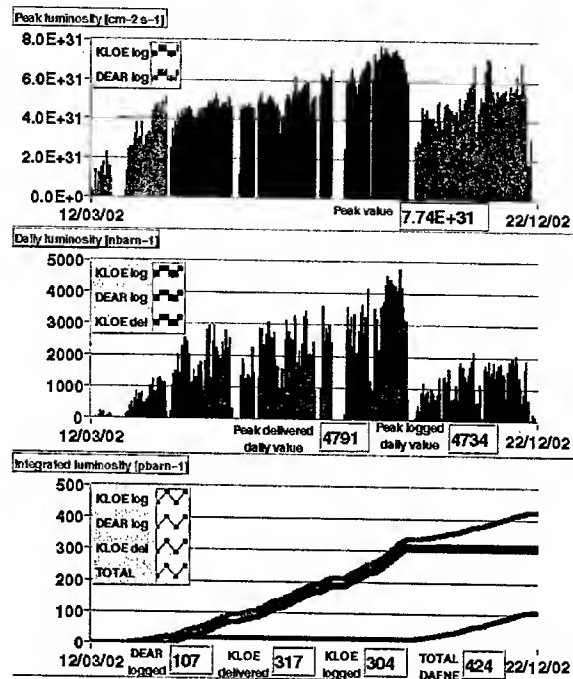 Peak luminosity [cm-2 s-1]
8.0E+31
KLOE log
DEAR log
6.0E+31
4.0E+31
2.0E+31
0.0E+0
12/03/02
Peak value 7.74E+31
22/12/02
Daily luminosity [nbarn-1]
5000
KLOE log
DEAR log
KLOE del
4000
3000
2000
1000
0
12/03/02
Peak delivered daily value 4791
Peak logged daily value 4734
22/12/02
Integrated luminosity [pbarn-1]
500
KLOE log
DEAR log
KLOE del
TOTAL
400
300
200
100
0
12/03/02
DEAR logged 107
KLOE delivered 317
KLOE logged 304
TOTAL DAFNE 424
22/12/02